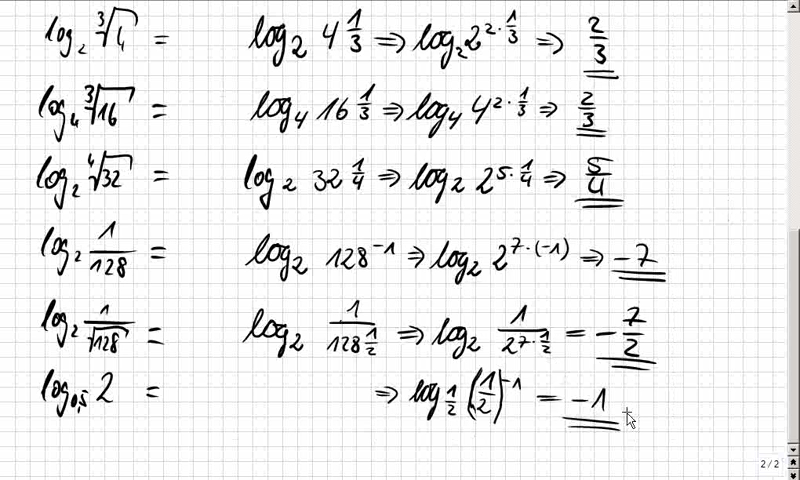 log₂ ∛4 = log₂ 4^(1/3) ⇒ log₂ 2^(2·1/3) ⇒ 2/3
log₄ ∛16 = log₄ 16^(1/3) ⇒ log₄ 4^(2·1/3) ⇒ 2/3
log₂ ∜32 = log₂ 32^(1/4) ⇒ log₂ 2^(5·1/4) ⇒ 5/4
log₂ 1/128 = log₂ 128^(-1) ⇒ log₂ 2^(7·(-1)) ⇒ -7
log₂ 1/√128 = log₂ 1/128^(1/2) ⇒ log₂ 1/2^(7·1/2) = -7/2
log₀,₅ 2 = ⇒ log_(1/2) (1/2)^(-1) = -1
2/2